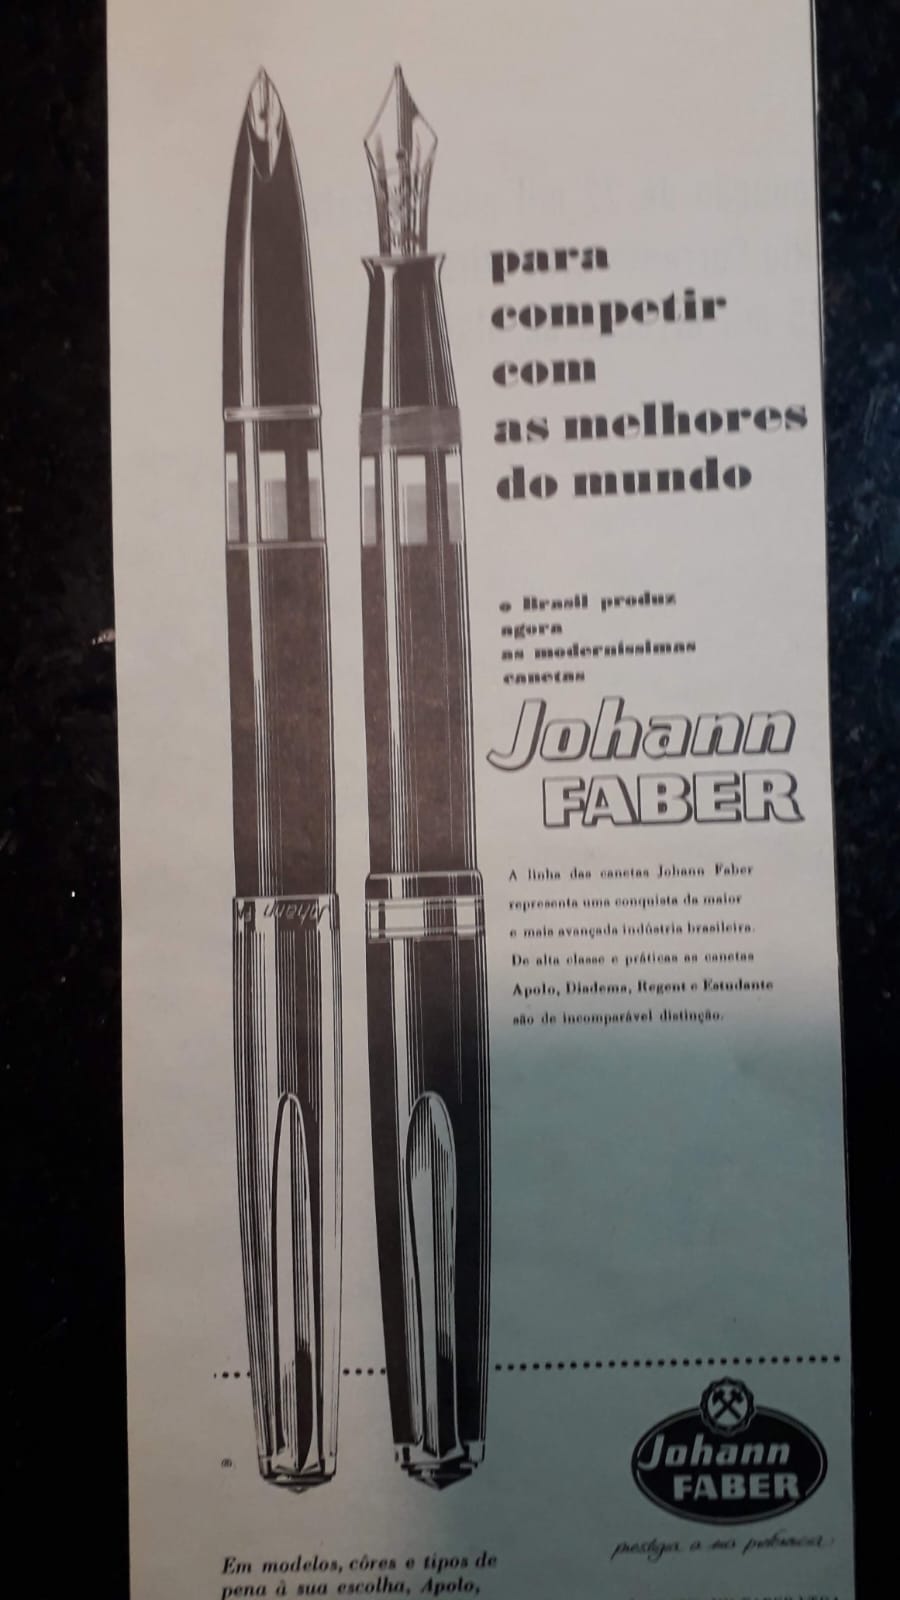 para
competir
com
as melhores
do mundo
o Brasil produz
agora
as moderníssimas
canetas
Johann
FABER
A linha das canetas Johann Faber
representa uma conquista da maior
e mais avançada indústria brasileira.
De alta classe e práticas as canetas
Apolo, Diadema, Regent e Estudante
são de incomparável distinção.
Johann
Johann
FABER
Em modelos, côres e tipos de
pena à sua escolha, Apolo,